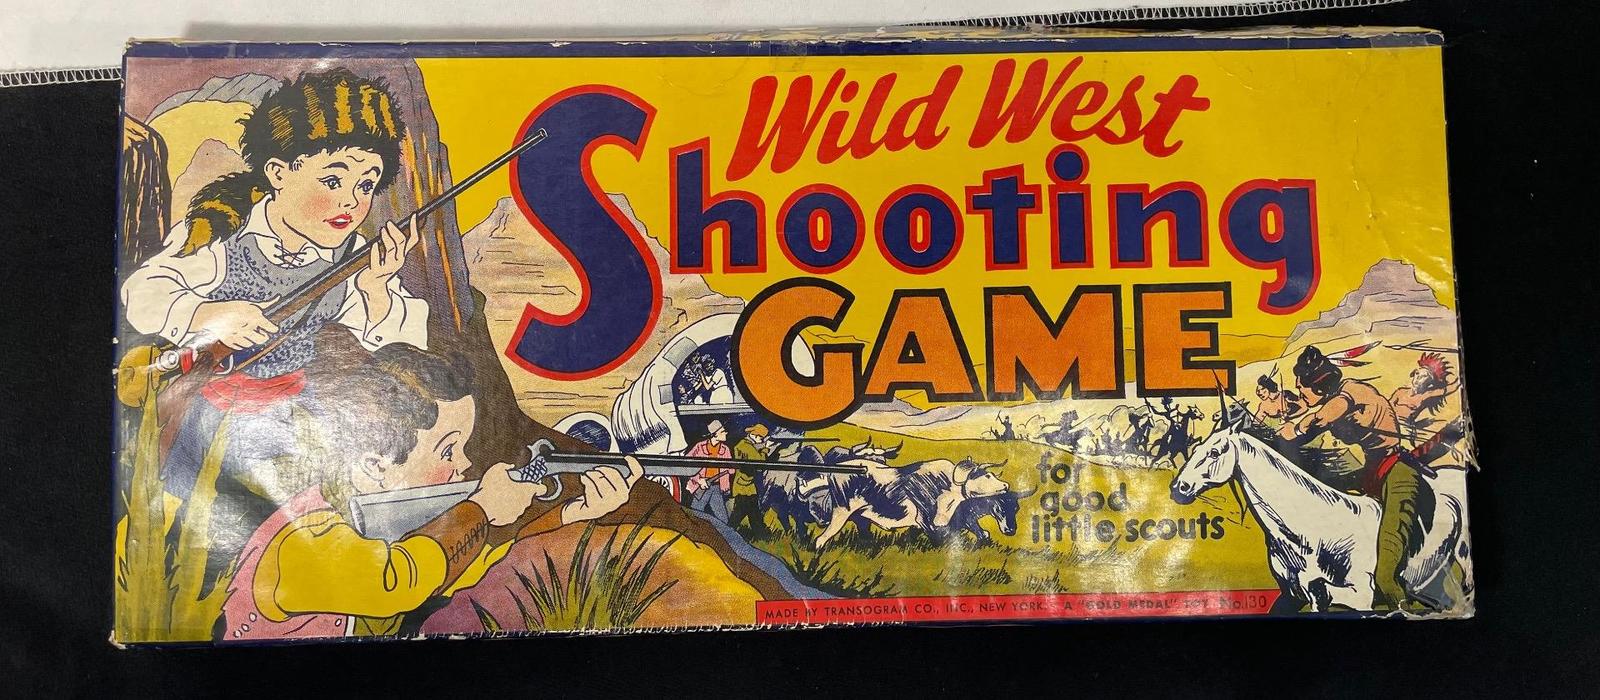 Wild West
Shooting
GAME
for
good
little scouts
MADE BY TRANSOGRAM CO., INC., NEW YORK. A "GOLD MEDAL" TOY No.130